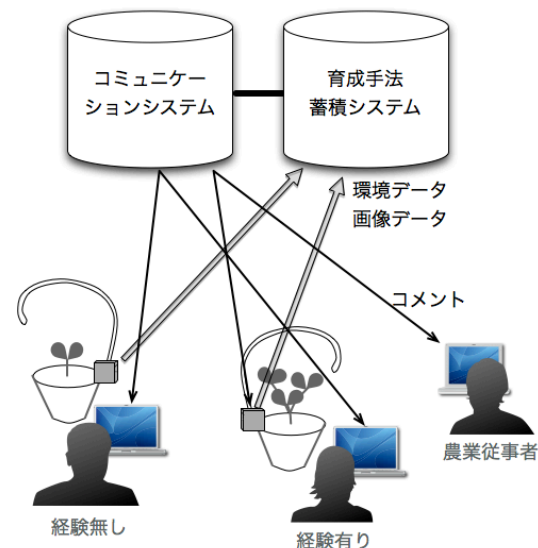 コミュニケー
ションシステム
育成手法
蓄積システム
環境データ
画像データ
コメント
農業従事者
経験無し
経験有り